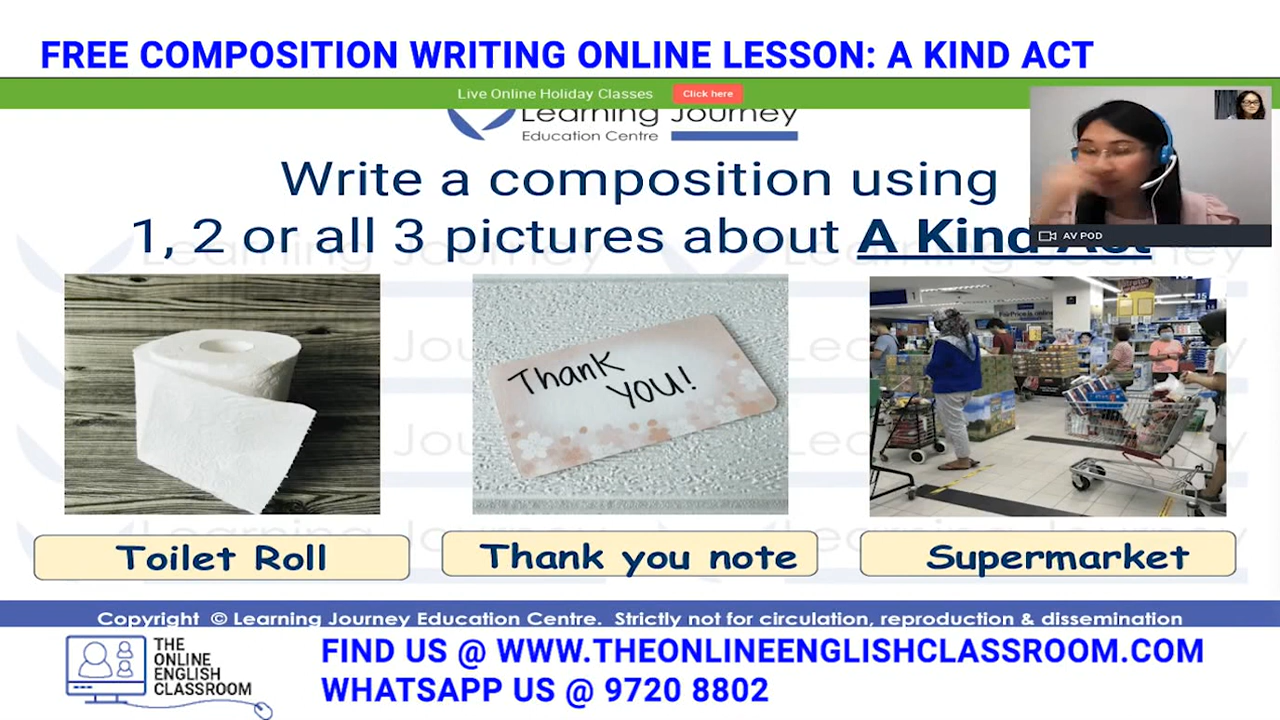 FREE COMPOSITION WRITING ONLINE LESSON: A KIND ACT
Live Online Holiday Classes Click here
Learning Journey
Education Centre
AV POD
Write a composition using
1, 2 or all 3 pictures about A Kind Act
Thank
YOU!
Toilet Roll
Thank you note
Supermarket
Copyright © Learning Journey Education Centre. Strictly not for circulation, reproduction & dissemination
THE
ONLINE
ENGLISH
CLASSROOM
FIND US @ WWW.THEONLINEENGLISHCLASSROOM.COM
WHATSAPP US @ 9720 8802